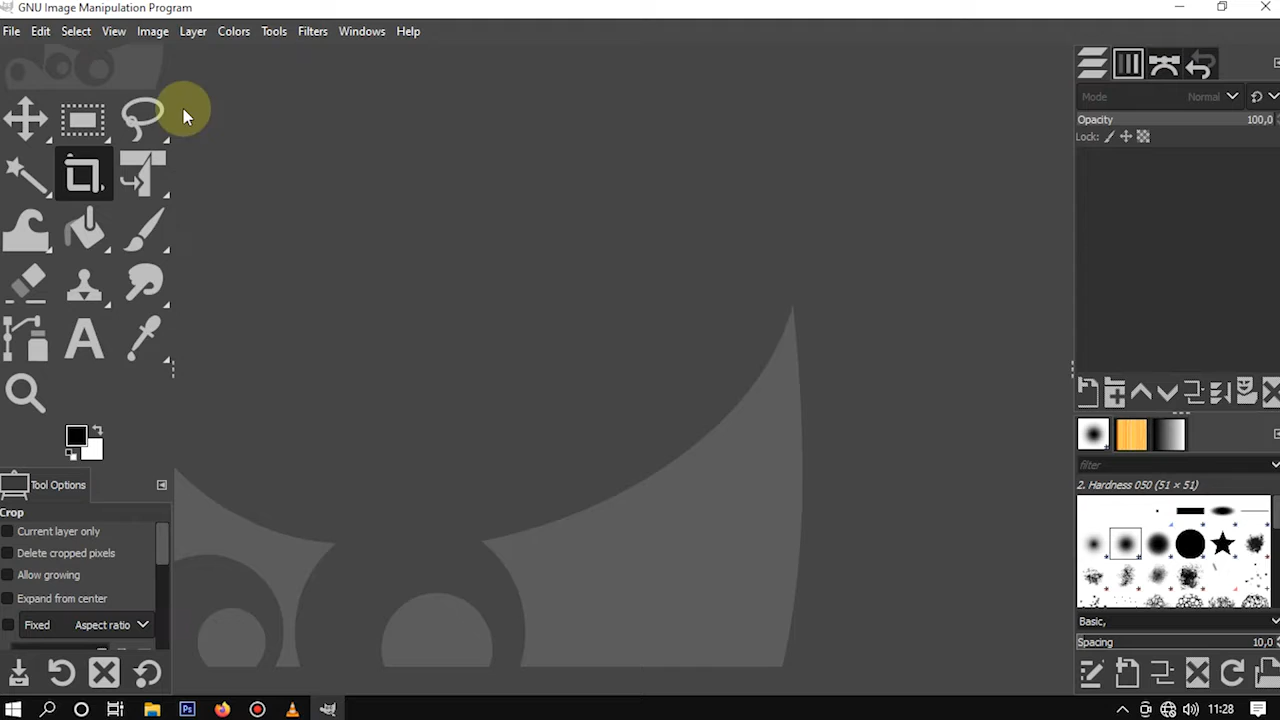 GNU Image Manipulation Program
File Edit Select View Image Layer Colors Tools Filters Windows Help
Mode Normal
Opacity 100,0
Lock:
A
filter
Tool Options
2. Hardness 050 (51 × 51)
Crop
Current layer only
Delete cropped pixels
Allow growing
Expand from center
Fixed Aspect ratio
Basic,
Spacing 10,0
Ps
11:28